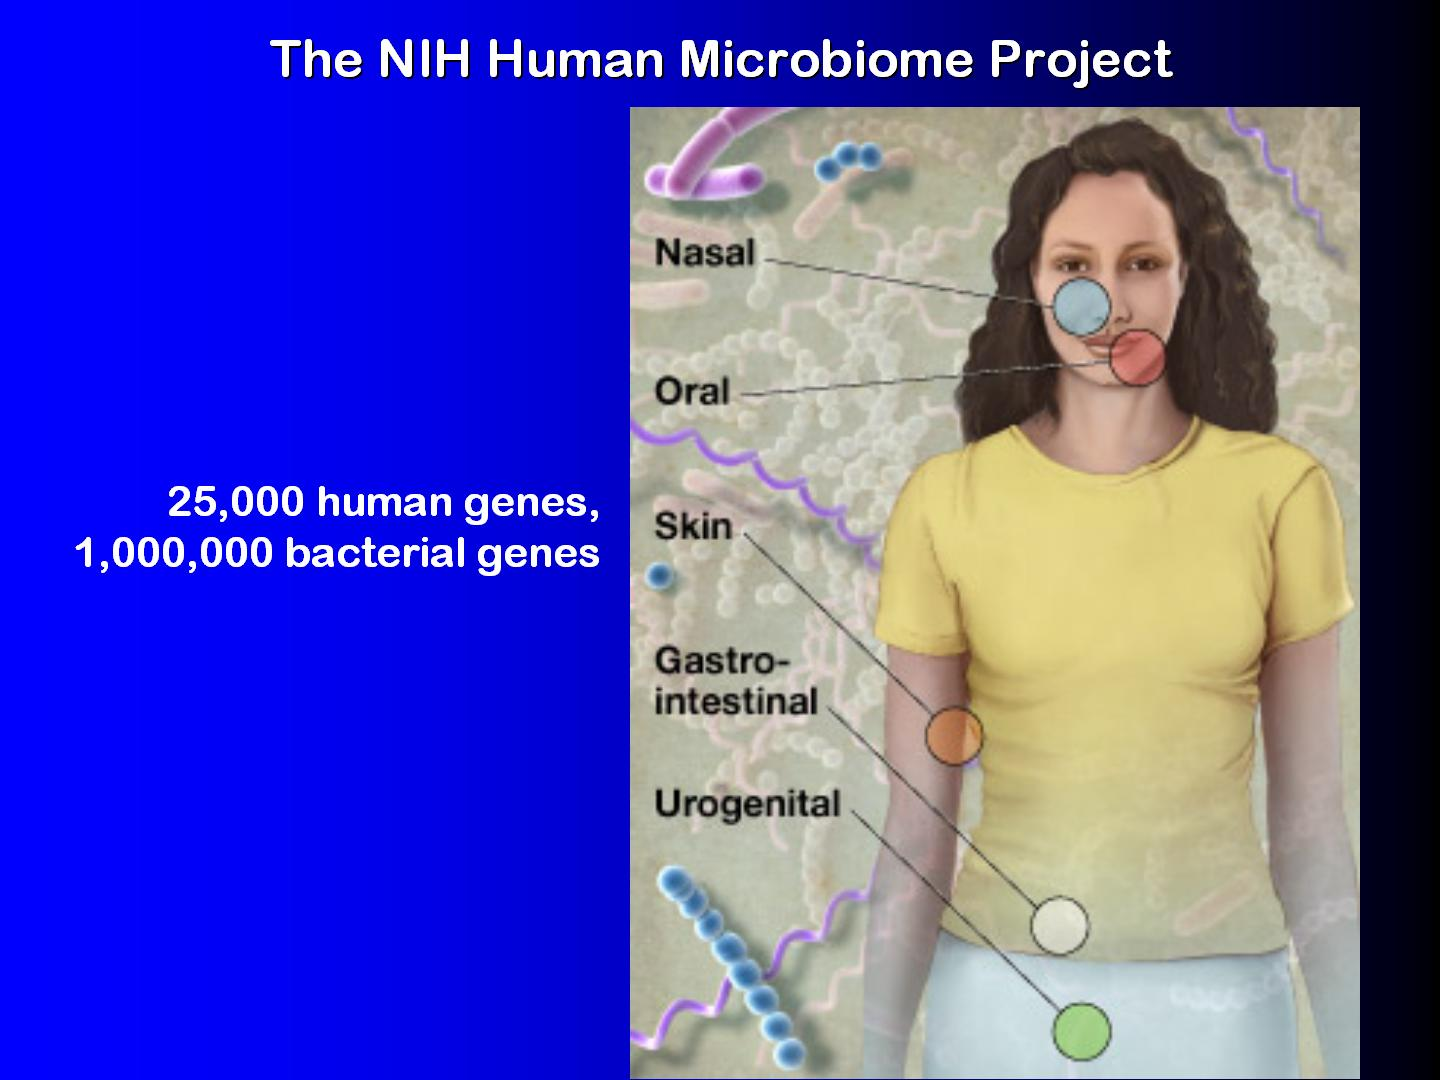 The NIH Human Microbiome Project
25,000 human genes,
1,000,000 bacterial genes
Nasal
Oral
Skin
Gastro-
intestinal
Urogenital